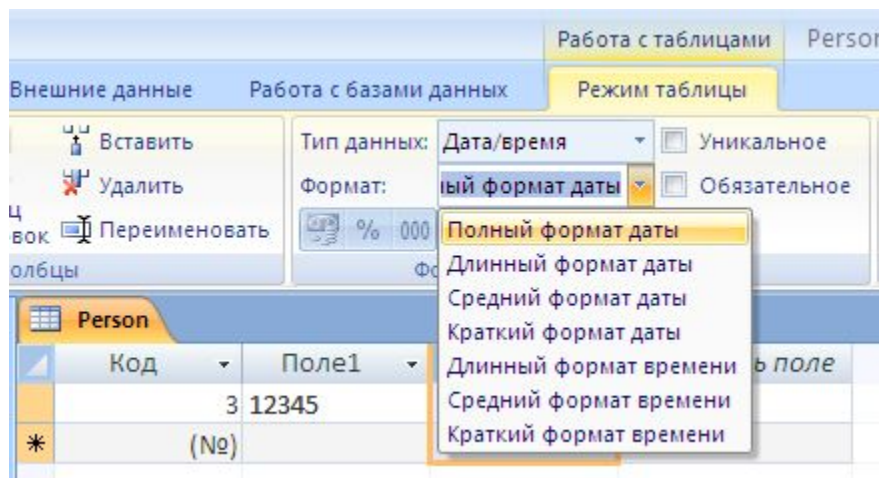 Работа с таблицами Person
Внешние данные Работа с базами данных Режим таблицы
Вставить Тип данных: Дата/время Уникальное
Удалить Формат: формат даты Обязательное
Переименовать % 000 Полный формат даты
Длинный формат даты
Средний формат даты
Краткий формат даты
Длинный формат времени
Средний формат времени
Краткий формат времени
Person
Код Поле1 поле
3 12345
* (№)